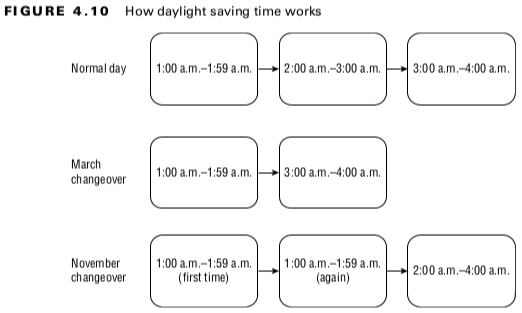 FIGURE 4.10 How daylight saving time works
Normal day
1:00 a.m.–1:59 a.m.
2:00 a.m.–3:00 a.m.
3:00 a.m.–4:00 a.m.
March
changeover
1:00 a.m.–1:59 a.m.
3:00 a.m.–4:00 a.m.
November
changeover
1:00 a.m.–1:59 a.m.
(first time)
1:00 a.m.–1:59 a.m.
(again)
2:00 a.m.–4:00 a.m.